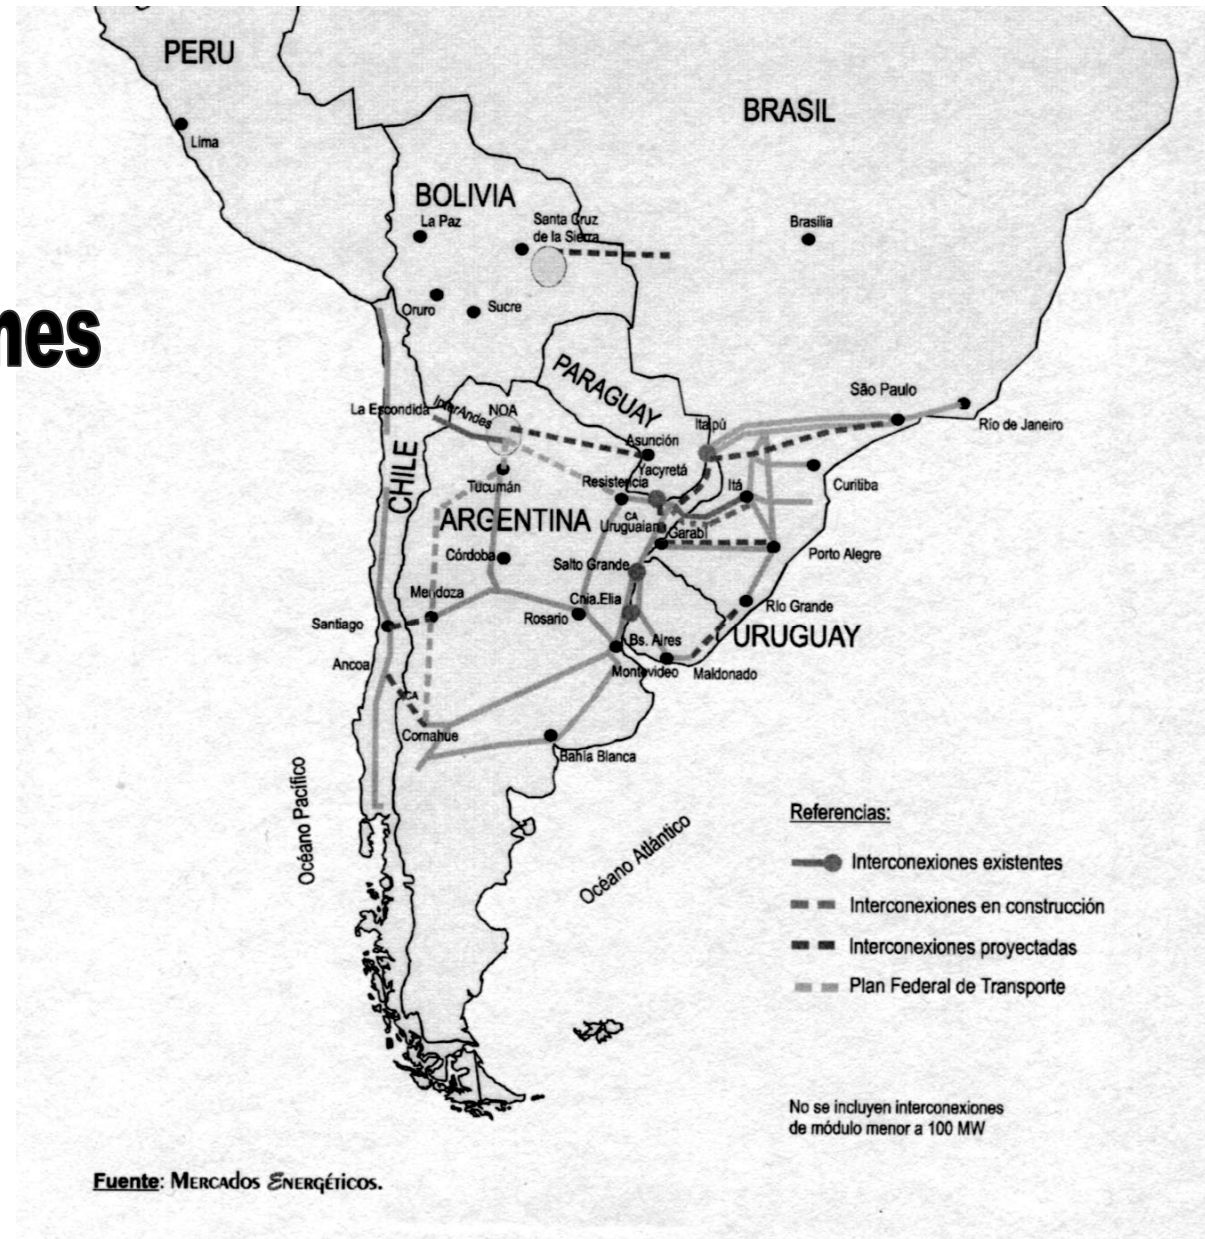 PERU
Lima
BRASIL
BOLIVIA
La Paz
Santa Cruz
de la Sierra
Brasilia
Oruro
Sucre
nes
PARAGUAY
São Paulo
Río de Janeiro
La Escondida
InterAndes
NOA
Itaipú
Asunción
Yacyretá
CHILE
Tucumán
Resistencia
Itá
Curitiba
ARGENTINA
CA
Uruguaian
Garabí
Porto Alegre
Córdoba
Salto Grande
Mendoza
Cnia.Elia
Río Grande
Santiago
Rosario
URUGUAY
Bs. Aires
Ancoa
Montevideo
Maldonado
CA
Comahue
Bahía Blanca
Océano Pacífico
Océano Atlántico
Referencias:
Interconexiones existentes
Interconexiones en construcción
Interconexiones proyectadas
Plan Federal de Transporte
No se incluyen interconexiones
de módulo menor a 100 MW
Fuente: MERCADOS ENERGÉTICOS.